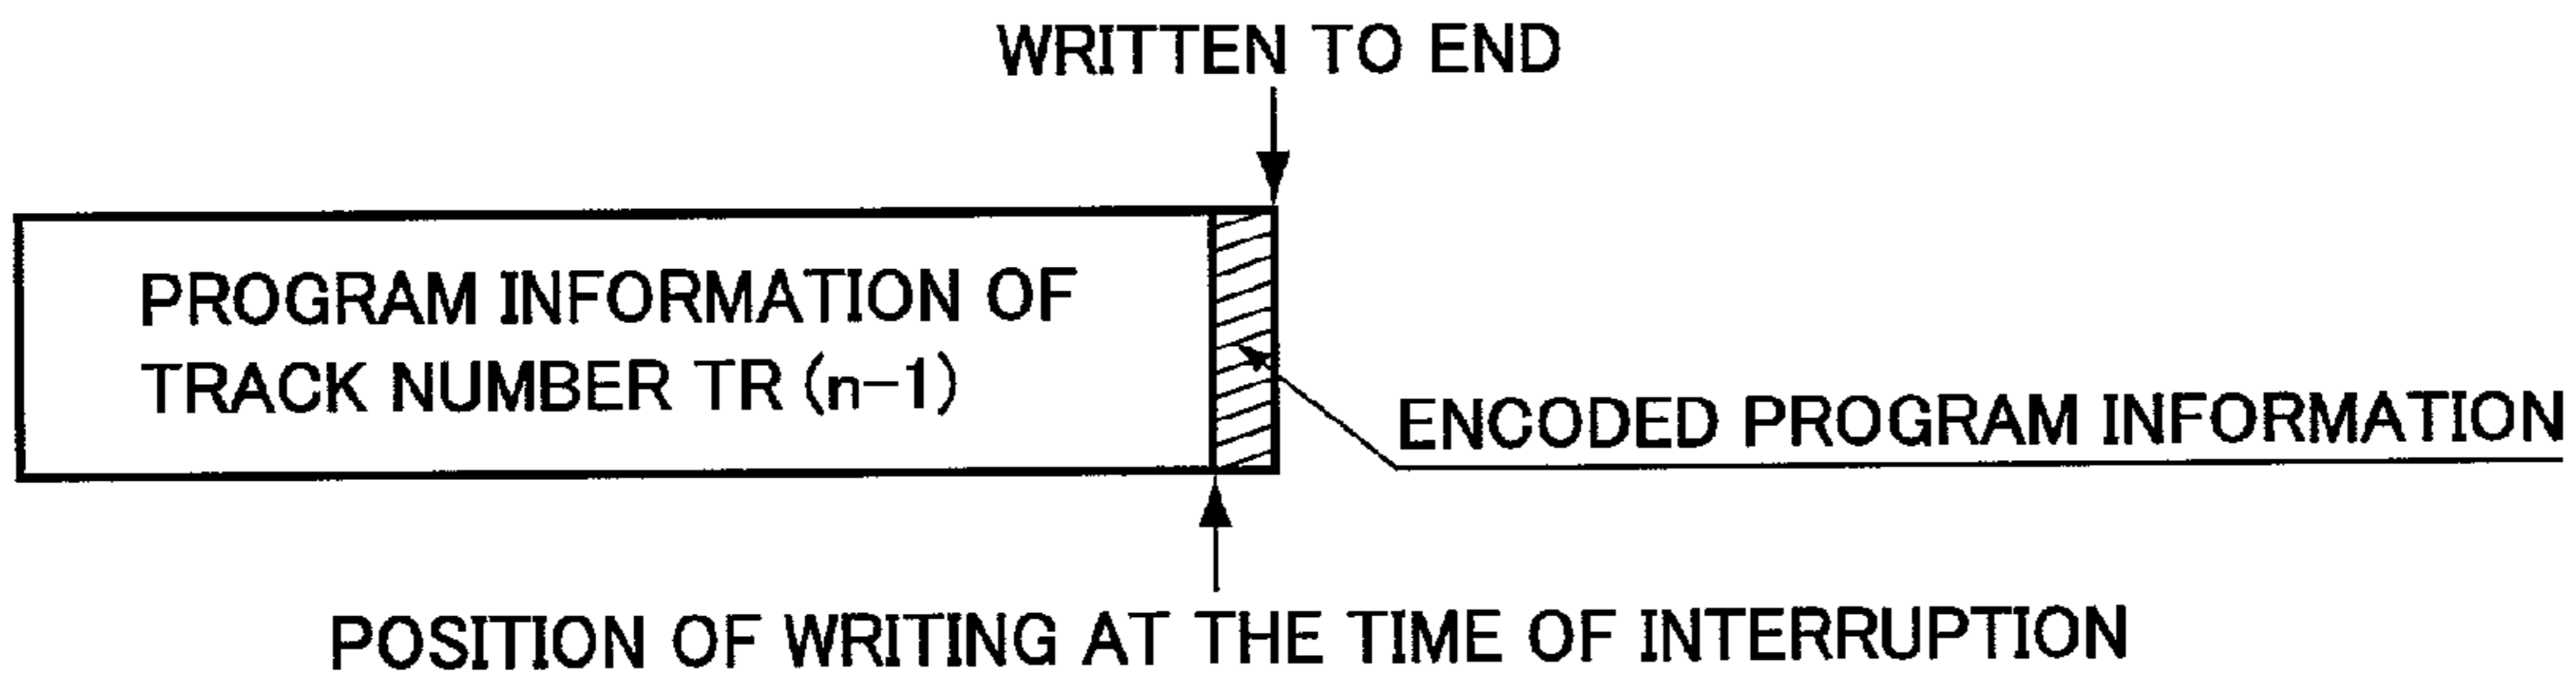 WRITTEN TO END
PROGRAM INFORMATION OF
TRACK NUMBER TR (n-1)
ENCODED PROGRAM INFORMATION
POSITION OF WRITING AT THE TIME OF INTERRUPTION